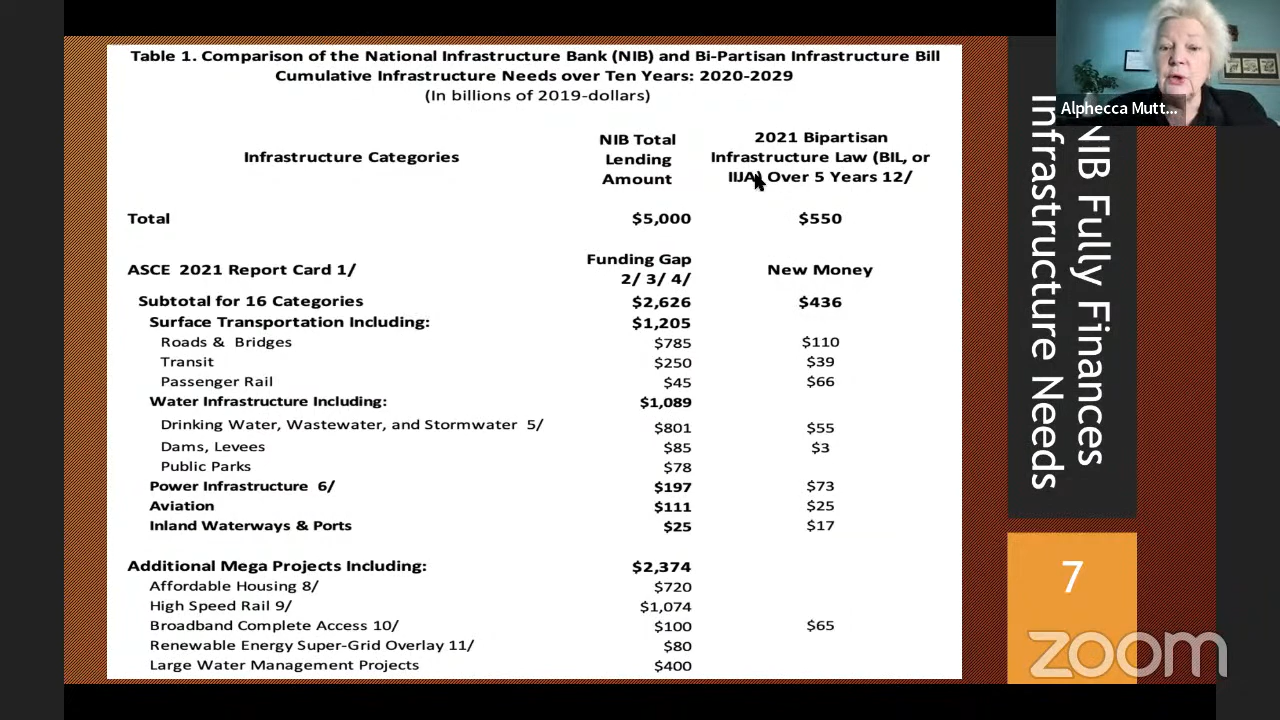 Table 1. Comparison of the National Infrastructure Bank (NIB) and Bi-Partisan Infrastructure Bill
Cumulative Infrastructure Needs over Ten Years: 2020-2029
(In billions of 2019-dollars)
Infrastructure Categories
NIB Total
Lending
Amount
2021 Bipartisan
Infrastructure Law (BIL, or
IIJA) Over 5 Years 12/
Total $5,000 $550
ASCE 2021 Report Card 1/
Funding Gap
2/ 3/ 4/
New Money
Subtotal for 16 Categories $2,626 $436
Surface Transportation Including: $1,205
Roads & Bridges $785 $110
Transit $250 $39
Passenger Rail $45 $66
Water Infrastructure Including: $1,089
Drinking Water, Wastewater, and Stormwater 5/ $801 $55
Dams, Levees $85 $3
Public Parks $78
Power Infrastructure 6/ $197 $73
Aviation $111 $25
Inland Waterways & Ports $25 $17
Additional Mega Projects Including: $2,374
Affordable Housing 8/ $720
High Speed Rail 9/ $1,074
Broadband Complete Access 10/ $100 $65
Renewable Energy Super-Grid Overlay 11/ $80
Large Water Management Projects $400
Alphecca Mutt...
NIB Fully Finances
Infrastructure Needs
7
zoom